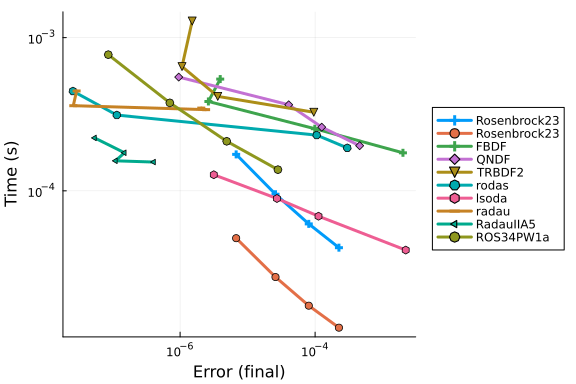 10⁻³
10⁻⁴
Time (s)
10⁻⁶
10⁻⁴
Error (final)
Rosenbrock23
Rosenbrock23
FBDF
QNDF
TRBDF2
rodas
lsoda
radau
RadauIIA5
ROS34PW1a